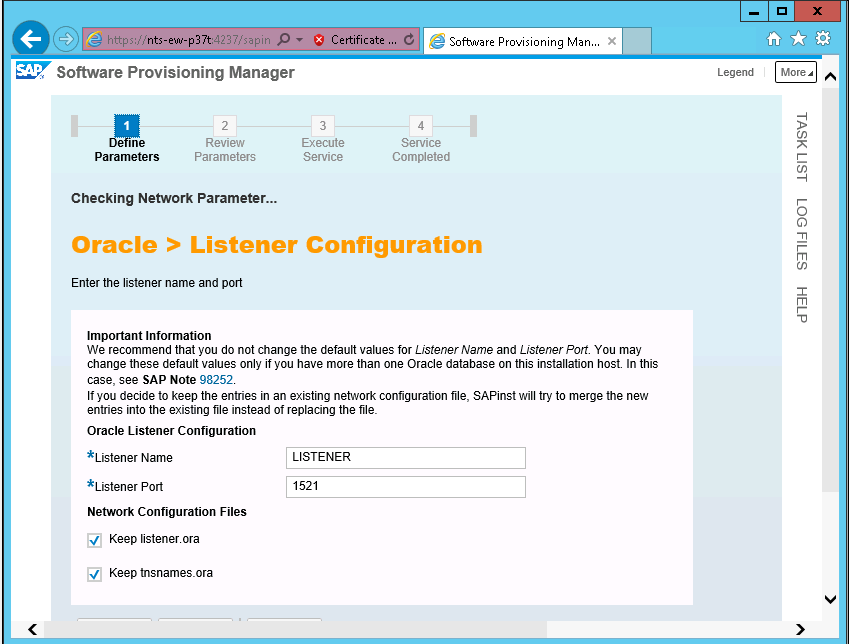 https://nts-ew-p37t:4237/sapin
Certificate ...
Software Provisioning Man...
SAP Software Provisioning Manager
Legend
More
1
2
3
4
Define Parameters
Review Parameters
Execute Service
Service Completed
TASK LIST
LOG FILES
HELP
Checking Network Parameter...
Oracle > Listener Configuration
Enter the listener name and port
Important Information
We recommend that you do not change the default values for Listener Name and Listener Port. You may
change these default values only if you have more than one Oracle database on this installation host. In this
case, see SAP Note 98252.
If you decide to keep the entries in an existing network configuration file, SAPinst will try to merge the new
entries into the existing file instead of replacing the file.
Oracle Listener Configuration
*Listener Name LISTENER
*Listener Port 1521
Network Configuration Files
Keep listener.ora
Keep tnsnames.ora